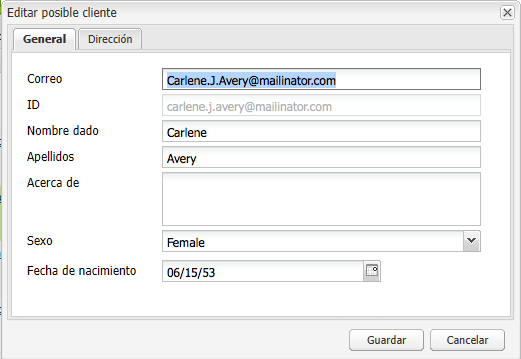 Editar posible cliente
General Dirección
Correo Carlene.J.Avery@mailinator.com
ID carlene.j.avery@mailinator.com
Nombre dado Carlene
Apellidos Avery
Acerca de
Sexo Female
Fecha de nacimiento 06/15/53
Guardar Cancelar